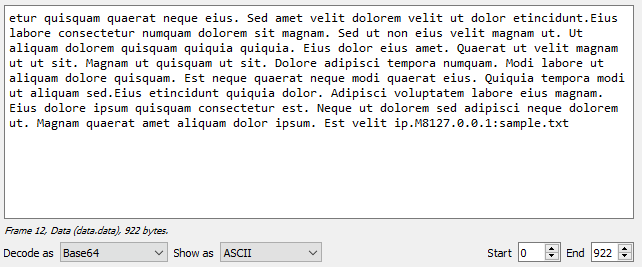 etur quisquam quaerat neque eius. Sed amet velit dolorem velit ut dolor etincidunt.Eius
labore consectetur numquam dolorem sit magnam. Sed ut non eius velit magnam ut. Ut
aliquam dolorem quisquam quiquia quiquia. Eius dolor eius amet. Quaerat ut velit magnam
ut ut sit. Magnam ut quisquam ut sit. Dolore adipisci tempora numquam. Modi labore ut
aliquam dolore quisquam. Est neque quaerat neque modi quaerat eius. Quiquia tempora modi
ut aliquam sed.Eius etincidunt quiquia dolor. Adipisci voluptatem labore eius magnam.
Eius dolore ipsum quisquam consectetur est. Neque ut dolorem sed adipisci neque dolorem
ut. Magnam quaerat amet aliquam dolor ipsum. Est velit ip.M8127.0.0.1:sample.txt
Frame 12, Data (data.data), 922 bytes.
Decode as Base64 Show as ASCII Start 0 End 922